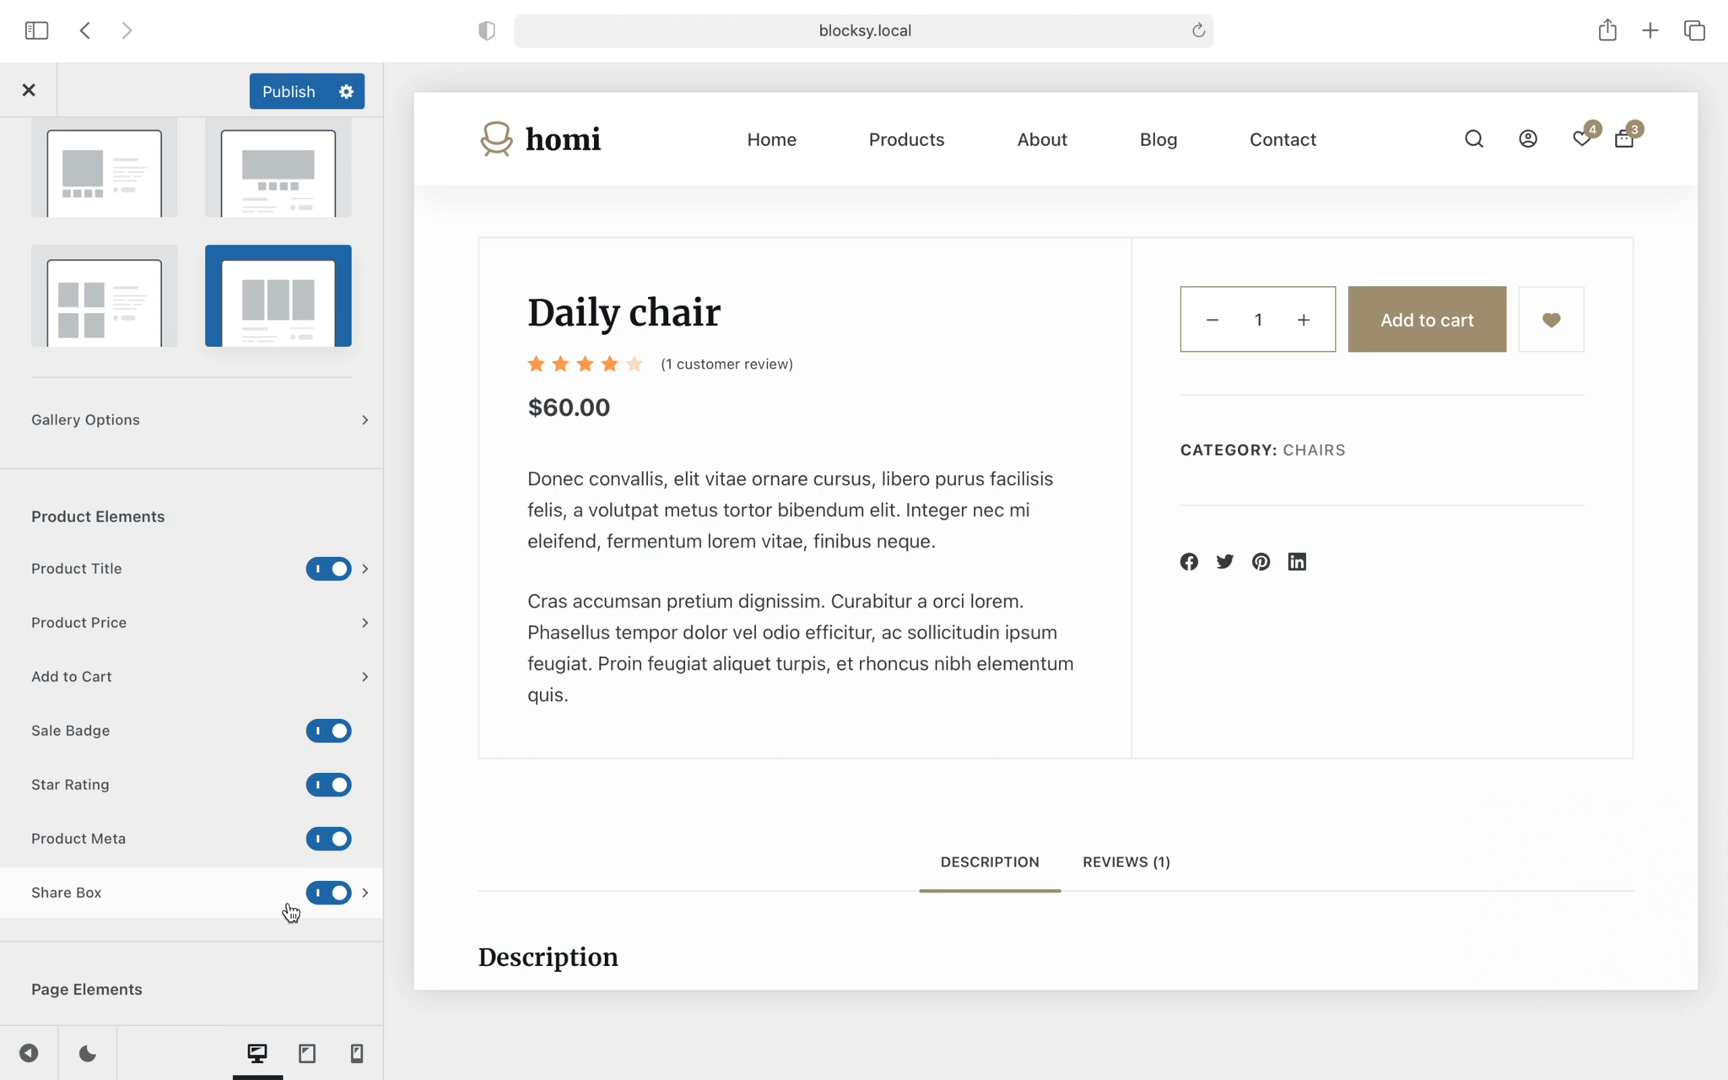 blocksy.local
Publish
Gallery Options
Product Elements
Product Title
Product Price
Add to Cart
Sale Badge
Star Rating
Product Meta
Share Box
Page Elements
homi
Home
Products
About
Blog
Contact
4
3
Daily chair
(1 customer review)
$60.00
Donec convallis, elit vitae ornare cursus, libero purus facilisis
felis, a volutpat metus tortor bibendum elit. Integer nec mi
eleifend, fermentum lorem vitae, finibus neque.
Cras accumsan pretium dignissim. Curabitur a orci lorem.
Phasellus tempor dolor vel odio efficitur, ac sollicitudin ipsum
feugiat. Proin feugiat aliquet turpis, et rhoncus nibh elementum
quis.
− 1 +
Add to cart
CATEGORY: CHAIRS
DESCRIPTION
REVIEWS (1)
Description